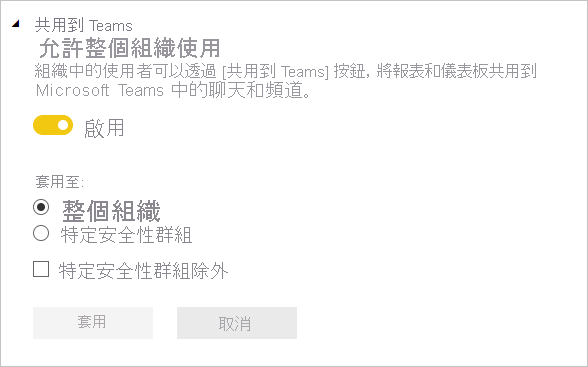 共用到 Teams
允許整個組織使用
組織中的使用者可以透過 [共用到 Teams] 按鈕, 將報表和儀表板共用到
Microsoft Teams 中的聊天和頻道。
啟用
套用至:
整個組織
特定安全性群組
特定安全性群組除外
套用
取消